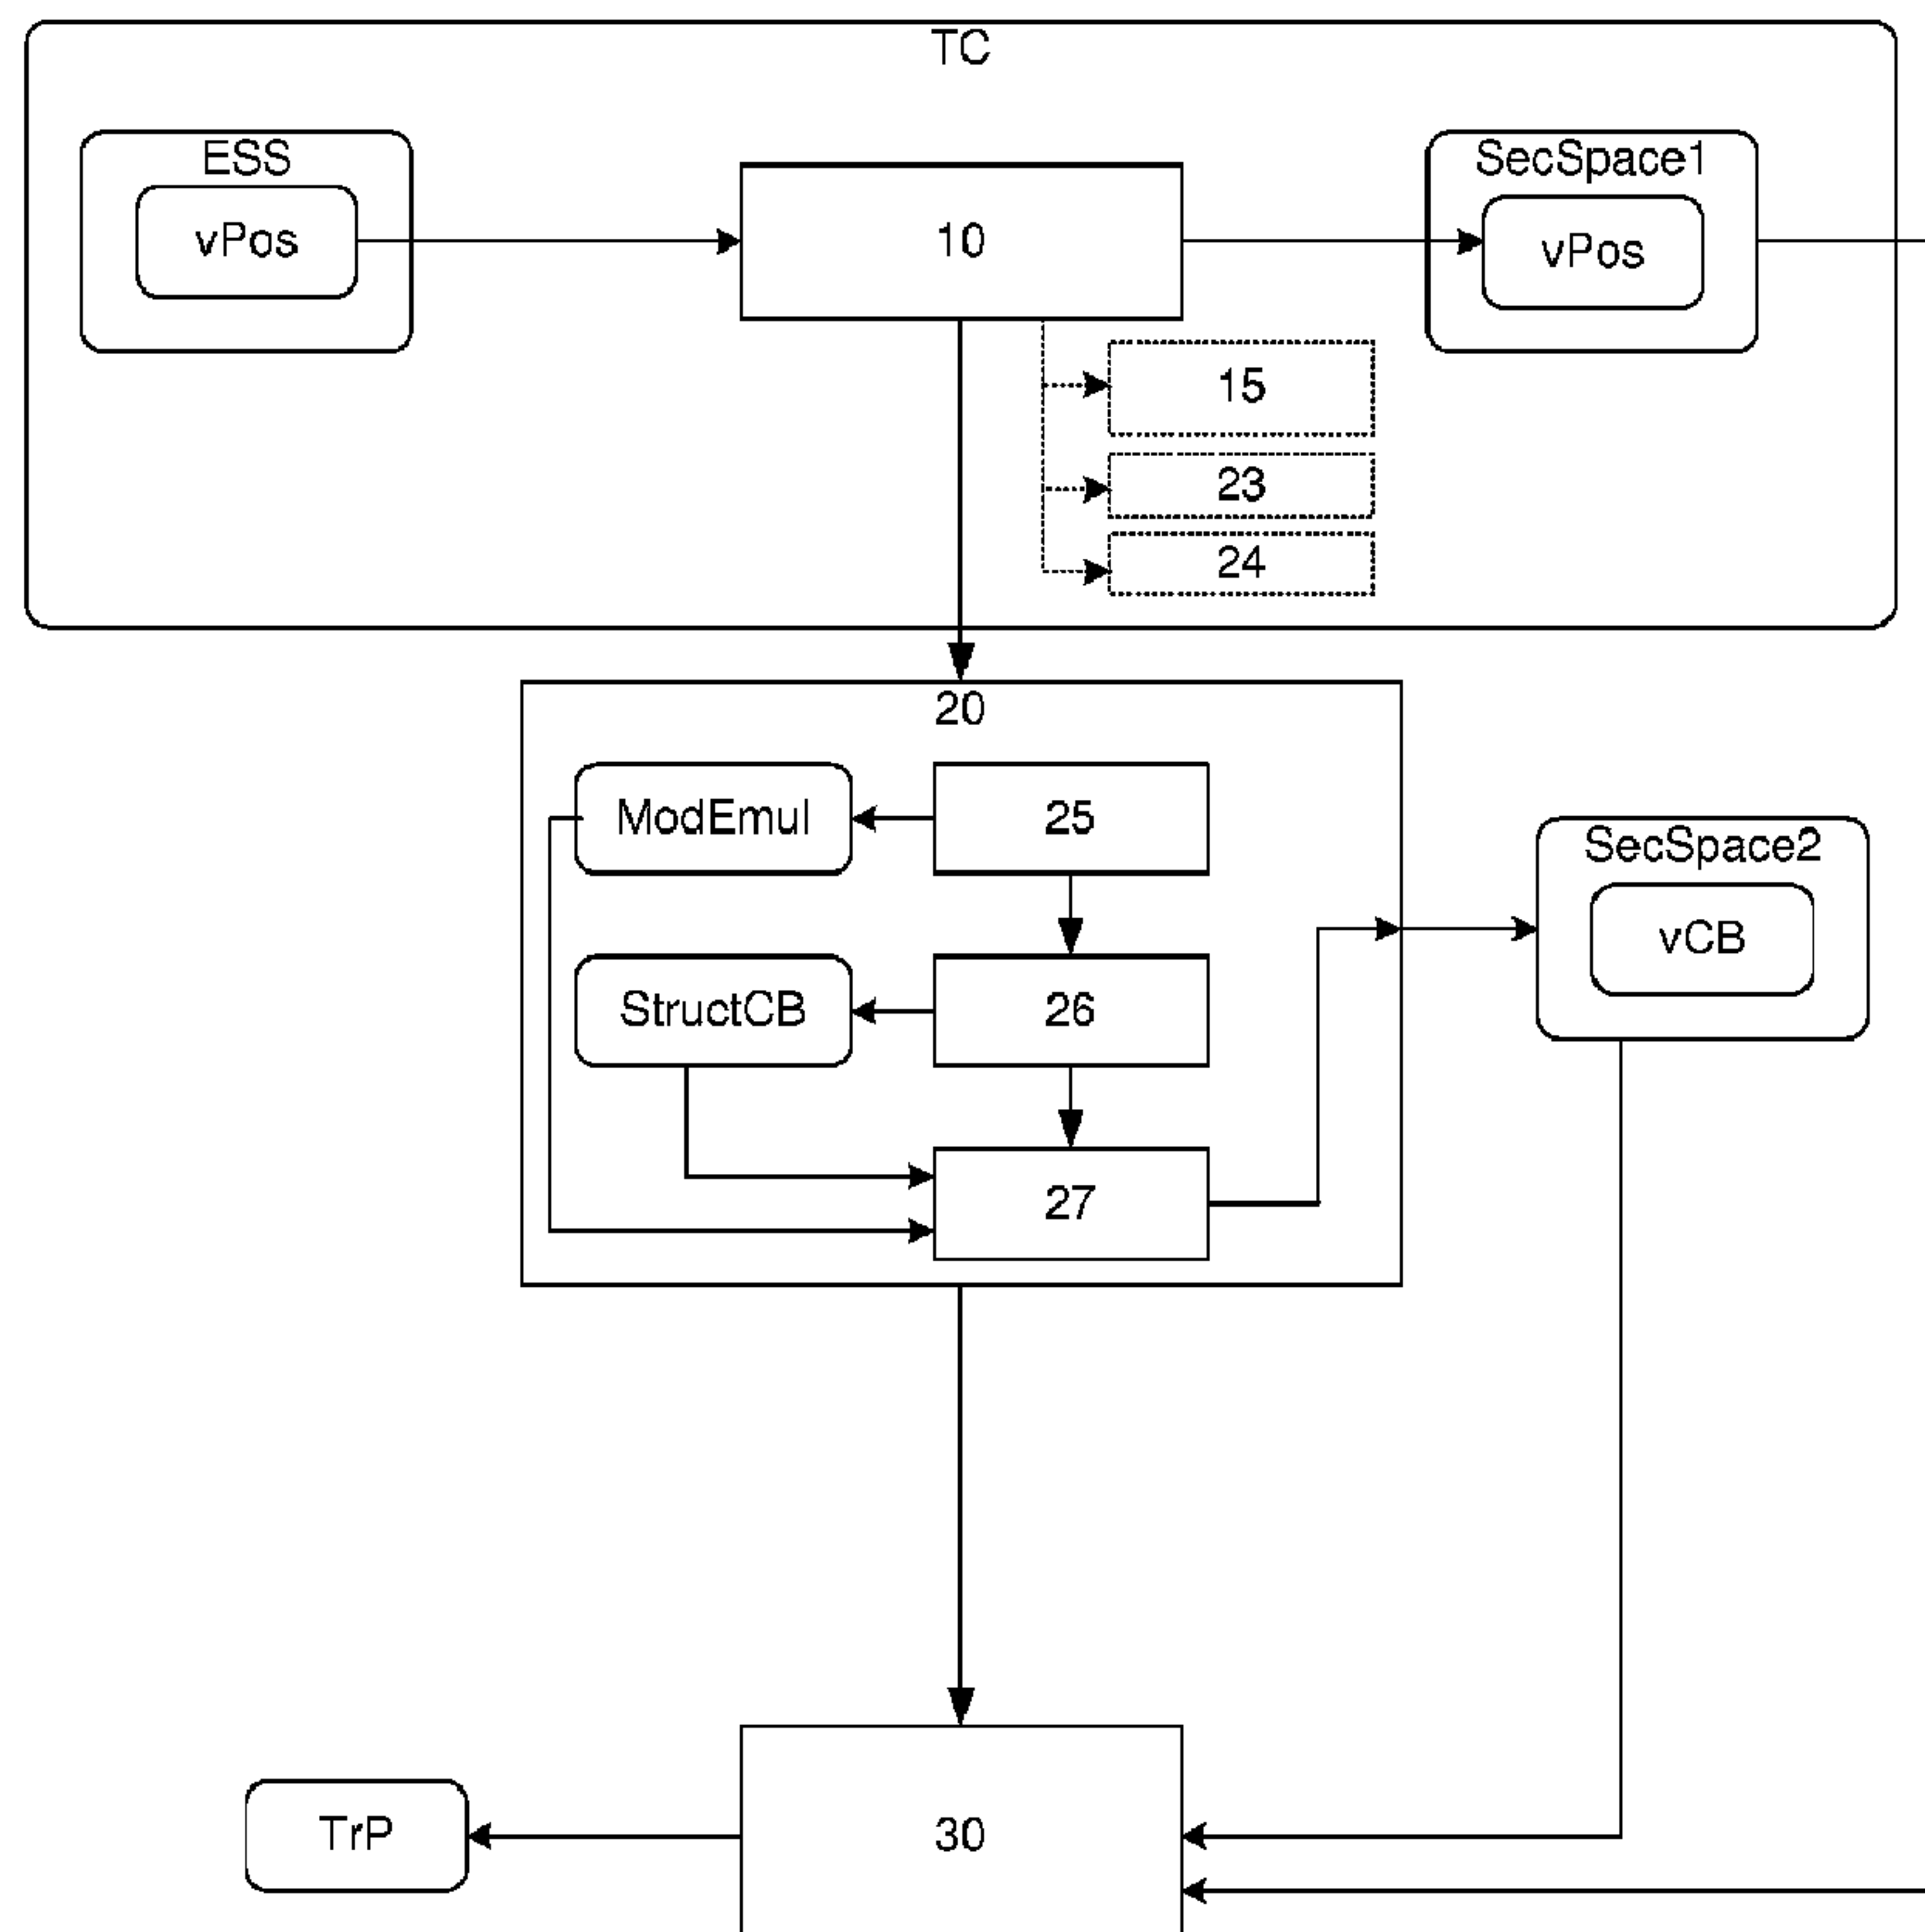 TC
ESS
vPos
10
SecSpace1
vPos
15
23
24
20
ModEmul
25
SecSpace2
vCB
StructCB
26
27
TrP
30